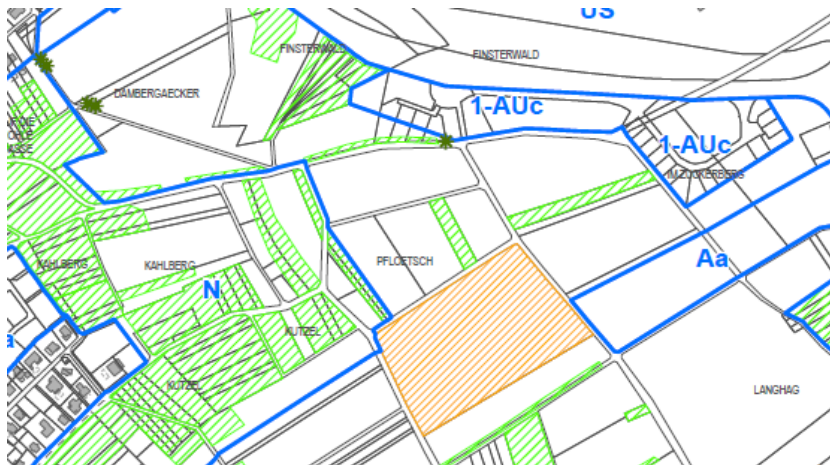 US
FINSTERWALD
FINSTERWALD
DAMBERGAECKER
1-AUc
1-AUc
IM ZUCKERBERG
KAHLBERG
KAHLBERG
PFLOETSCH
Aa
N
KUTZEL
KUTZEL
LANGHAG